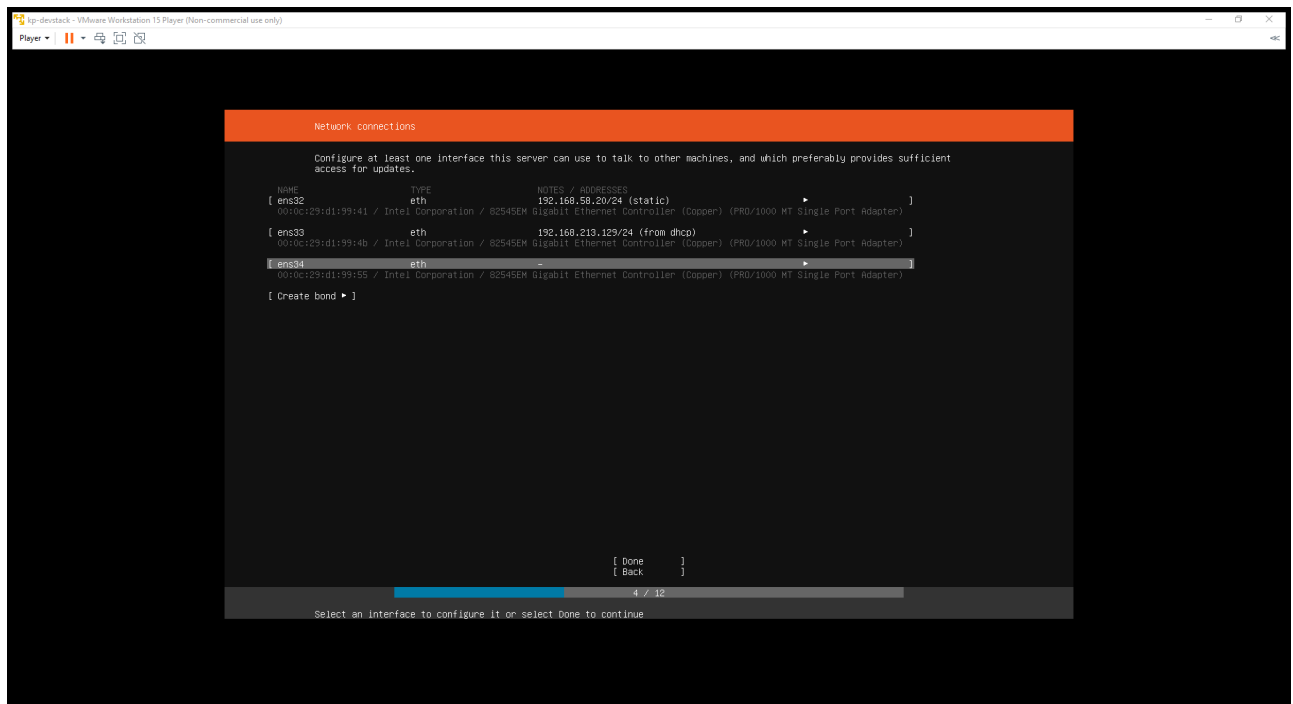 kp-devstack - VMware Workstation 15 Player (Non-commercial use only)
Player
Network connections
Configure at least one interface this server can use to talk to other machines, and which preferably provides sufficient
access for updates.
NAME TYPE NOTES / ADDRESSES
[ ens32 eth 192.168.58.20/24 (static) ▸ ]
00:0c:29:d1:99:41 / Intel Corporation / 82545EM Gigabit Ethernet Controller (Copper) (PRO/1000 MT Single Port Adapter)
[ ens33 eth 192.168.213.129/24 (from dhcp) ▸ ]
00:0c:29:d1:99:4b / Intel Corporation / 82545EM Gigabit Ethernet Controller (Copper) (PRO/1000 MT Single Port Adapter)
[ ens34 eth – ▸ ]
00:0c:29:d1:99:55 / Intel Corporation / 82545EM Gigabit Ethernet Controller (Copper) (PRO/1000 MT Single Port Adapter)
[ Create bond ▸ ]
[ Done ]
[ Back ]
4 / 12
Select an interface to configure it or select Done to continue